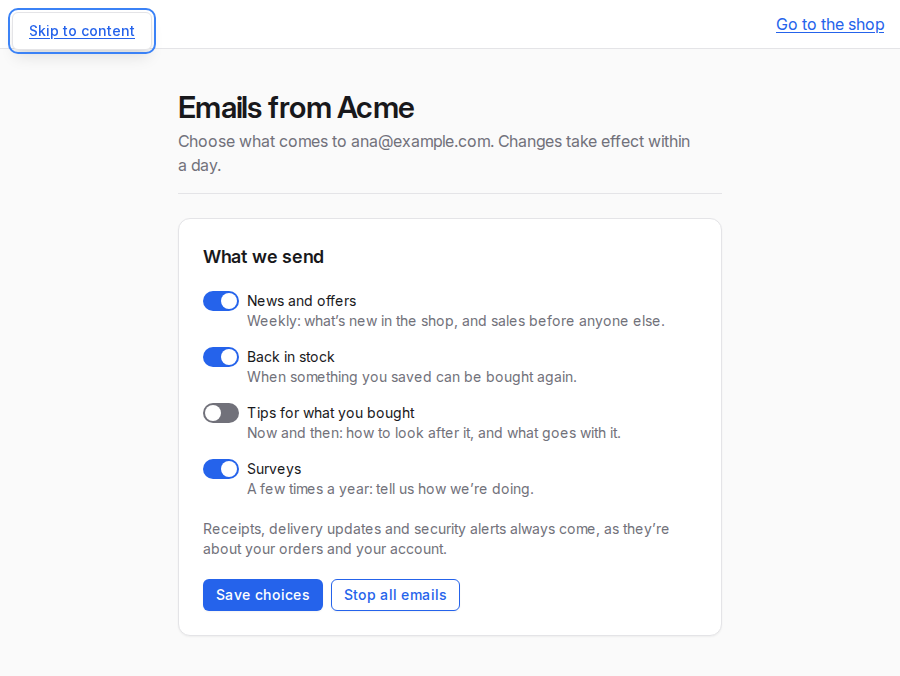 Skip to content
Go to the shop
Emails from Acme
Choose what comes to ana@example.com. Changes take effect within
a day.
What we send
News and offers
Weekly: what’s new in the shop, and sales before anyone else.
Back in stock
When something you saved can be bought again.
Tips for what you bought
Now and then: how to look after it, and what goes with it.
Surveys
A few times a year: tell us how we’re doing.
Receipts, delivery updates and security alerts always come, as they’re
about your orders and your account.
Save choices
Stop all emails